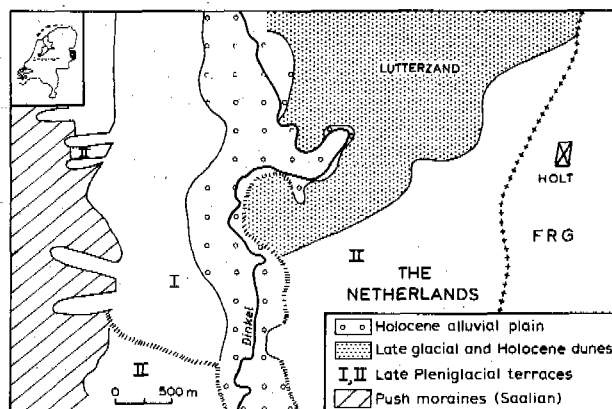 LUTTERZAND
II
HOLT
FRG
I
II
THE
NETHERLANDS
Dinkel
II
0 500 m
Holocene alluvial plain
Late glacial and Holocene dunes
I, II Late Pleniglacial terraces
Push moraines (Saalian)